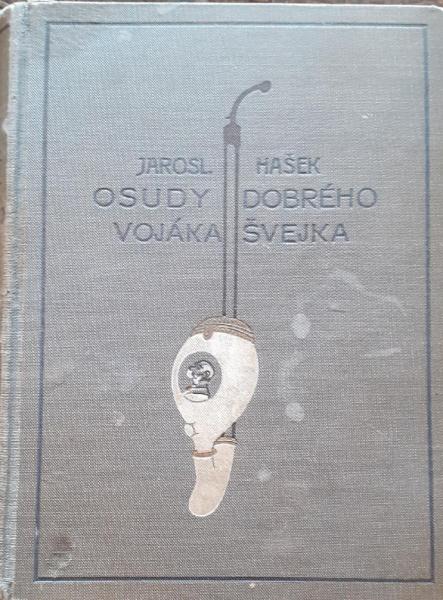 JAROSL. HAŠEK
OSUDY DOBRÉHO
VOJÁKA ŠVEJKA